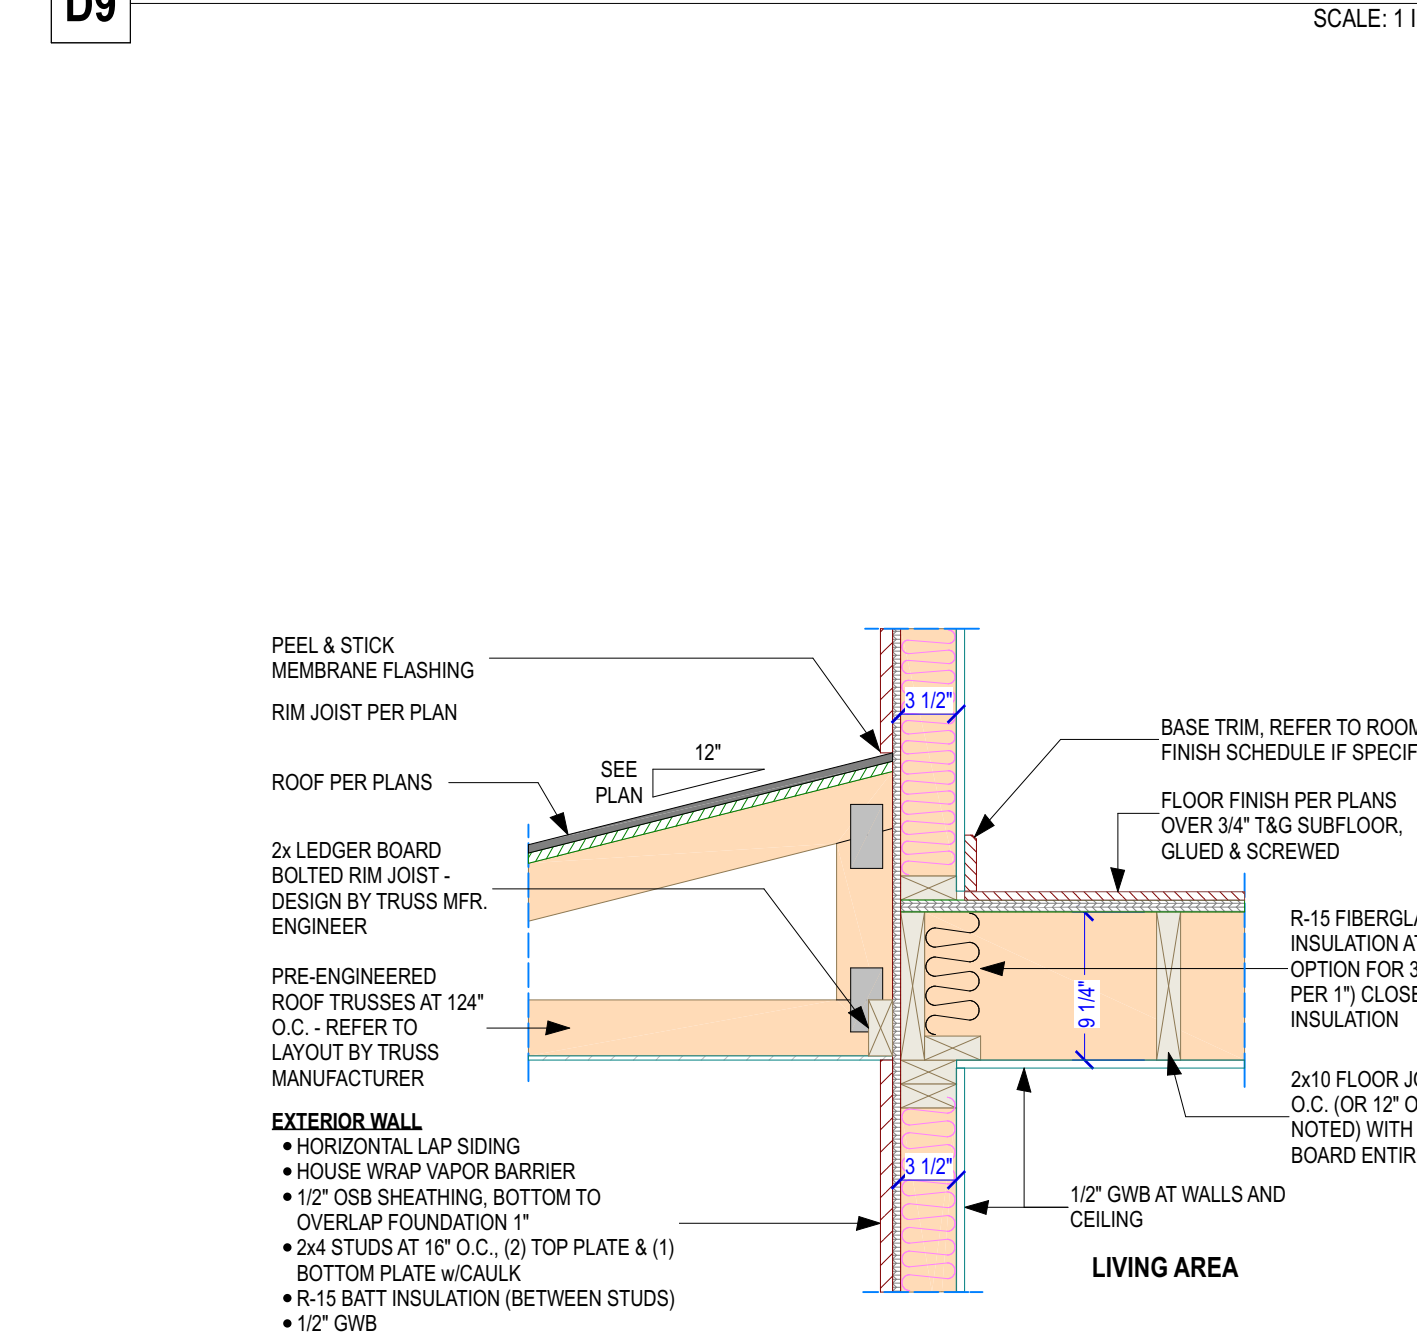 D9
SCALE: 1 I
PEEL & STICK
MEMBRANE FLASHING
RIM JOIST PER PLAN
ROOF PER PLANS
SEE
PLAN
12"
2x LEDGER BOARD
BOLTED RIM JOIST -
DESIGN BY TRUSS MFR.
ENGINEER
PRE-ENGINEERED
ROOF TRUSSES AT 124"
O.C. - REFER TO
LAYOUT BY TRUSS
MANUFACTURER
EXTERIOR WALL
• HORIZONTAL LAP SIDING
• HOUSE WRAP VAPOR BARRIER
• 1/2" OSB SHEATHING, BOTTOM TO
OVERLAP FOUNDATION 1"
• 2x4 STUDS AT 16" O.C., (2) TOP PLATE & (1)
BOTTOM PLATE w/CAULK
• R-15 BATT INSULATION (BETWEEN STUDS)
• 1/2" GWB
3 1/2"
9 1/4"
3 1/2"
BASE TRIM, REFER TO ROOM
FINISH SCHEDULE IF SPECIF
FLOOR FINISH PER PLANS
OVER 3/4" T&G SUBFLOOR,
GLUED & SCREWED
R-15 FIBERGLA
INSULATION AT
OPTION FOR 3
PER 1") CLOSE
INSULATION
2x10 FLOOR JO
O.C. (OR 12" O
NOTED) WITH
BOARD ENTIR
1/2" GWB AT WALLS AND
CEILING
LIVING AREA